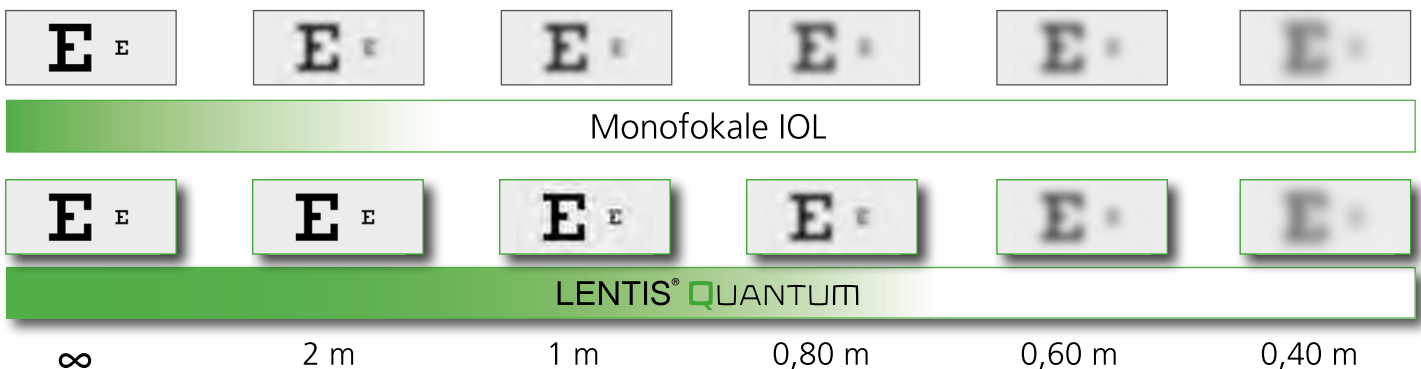 E E E E E E E E E E E
Monofokale IOL
E E E E E E E E E E E
LENTIS® QUANTUM
∞ 2 m 1 m 0,80 m 0,60 m 0,40 m